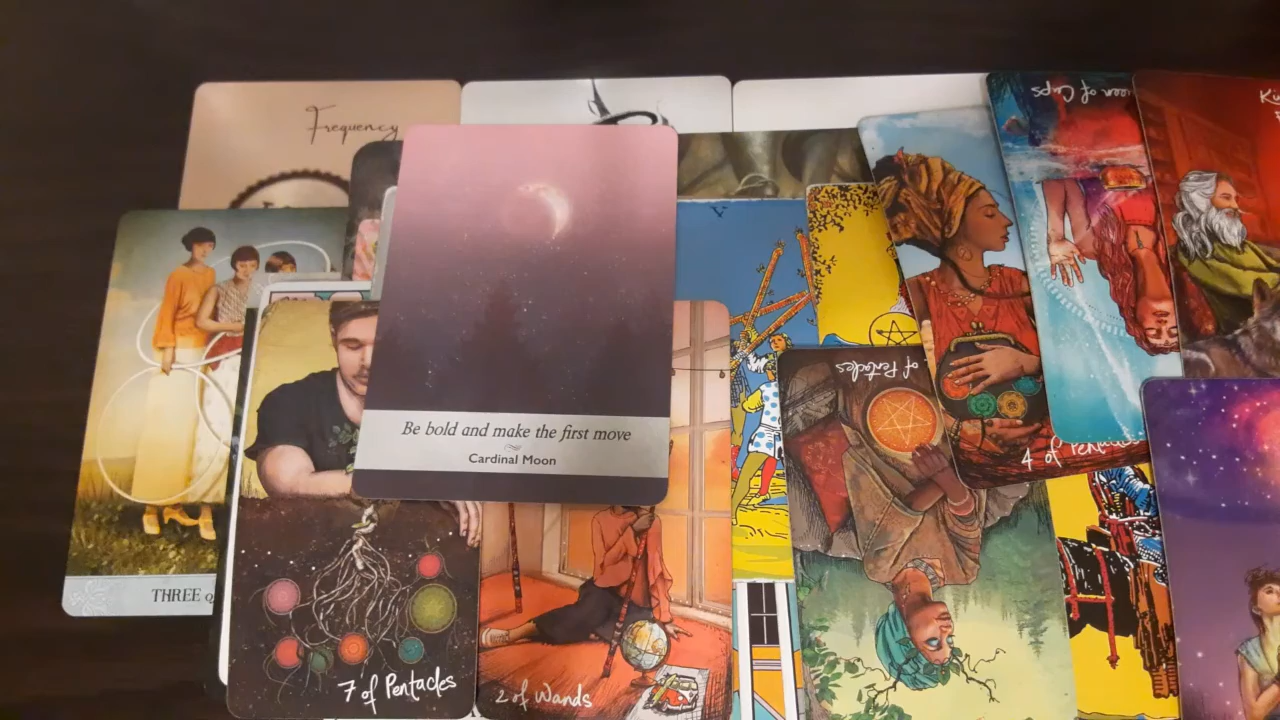 Frequency
Queen of Cups
V
of Pentacles
Be bold and make the first move
Cardinal Moon
4 of Pentacles
THREE
7 of Pentacles
2 of Wands